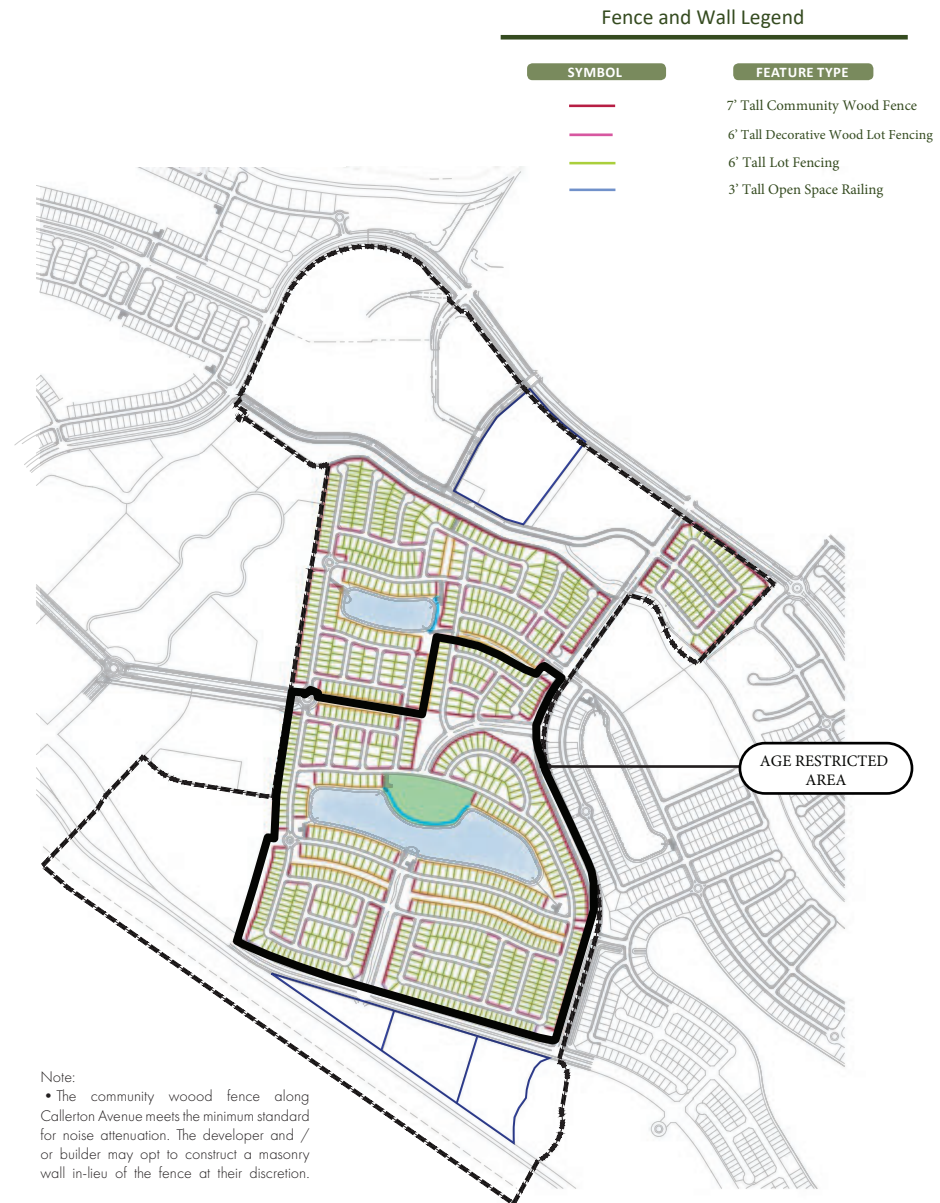 Fence and Wall Legend
SYMBOL
FEATURE TYPE
7’ Tall Community Wood Fence
6’ Tall Decorative Wood Lot Fencing
6’ Tall Lot Fencing
3’ Tall Open Space Railing
AGE RESTRICTED
AREA
Note:
• The community woood fence along
Callerton Avenue meets the minimum standard
for noise attenuation. The developer and /
or builder may opt to construct a masonry
wall in-lieu of the fence at their discretion.